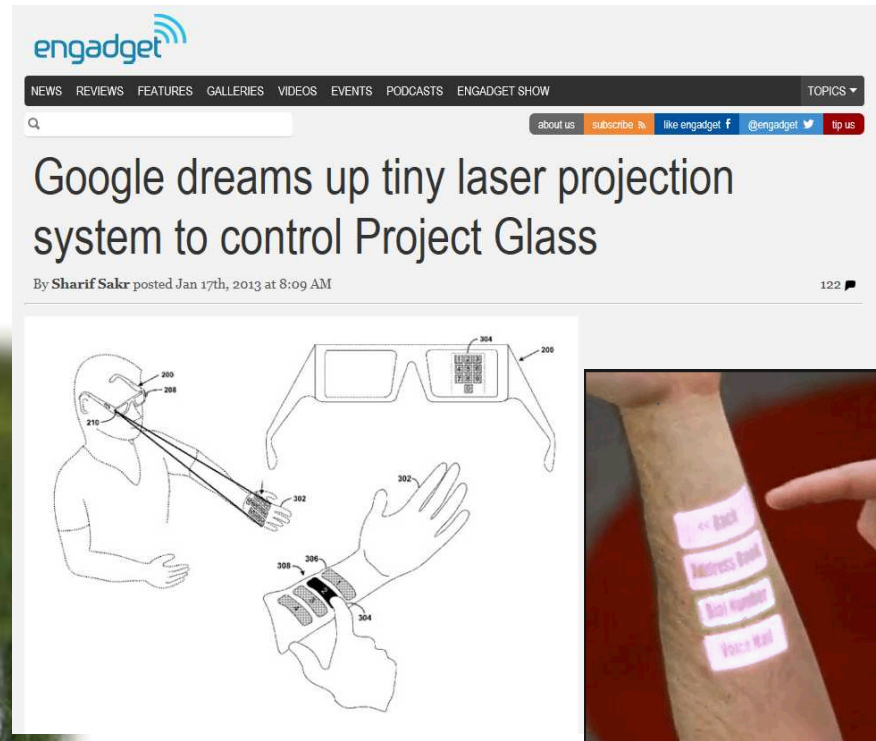 engadget
NEWS REVIEWS FEATURES GALLERIES VIDEOS EVENTS PODCASTS ENGADGET SHOW TOPICS
about us subscribe like engadget @engadget tip us
Google dreams up tiny laser projection
system to control Project Glass
By Sharif Sakr posted Jan 17th, 2013 at 8:09 AM 122
304
200
200
208
210
302
302
306
308
304
<< Back
Address Book
Dial Number
Voice Mail